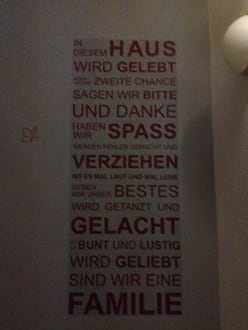 IN
DIESEM HAUS
WIRD GELEBT
ZWEITE CHANCE
SAGEN WIR BITTE
UND DANKE
HABEN
WIR SPASS
WERDEN FEHLER GEMACHT UND
VERZIEHEN
IST ES MAL LAUT UND MAL LEISE
GEBEN
WIR UNSER BESTES
WIRD GETANZT UND
GELACHT
BUNT UND LUSTIG
WIRD GELIEBT
SIND WIR EINE
FAMILIE